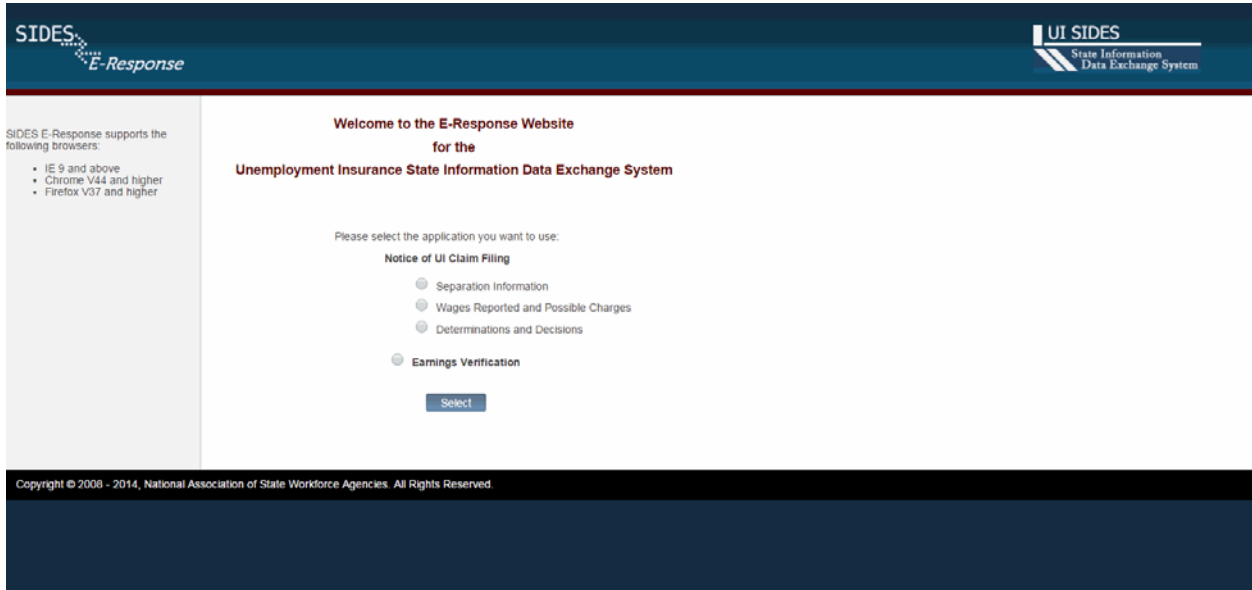 SIDES
E-Response
UI SIDES
State Information
Data Exchange System
SIDES E-Response supports the
following browsers:
• IE 9 and above
• Chrome V44 and higher
• Firefox V37 and higher
Welcome to the E-Response Website
for the
Unemployment Insurance State Information Data Exchange System
Please select the application you want to use:
Notice of UI Claim Filing
Separation Information
Wages Reported and Possible Charges
Determinations and Decisions
Earnings Verification
Select
Copyright © 2008 - 2014, National Association of State Workforce Agencies. All Rights Reserved.